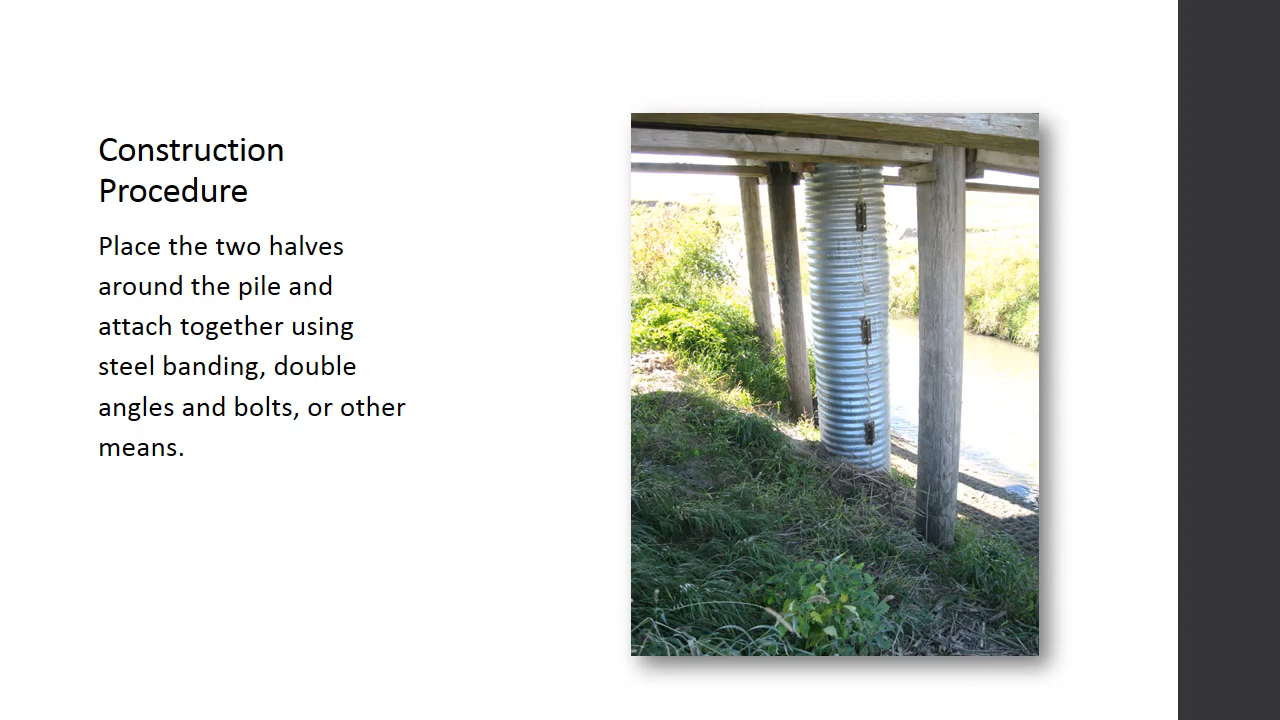 Construction
Procedure
Place the two halves
around the pile and
attach together using
steel banding, double
angles and bolts, or other
means.